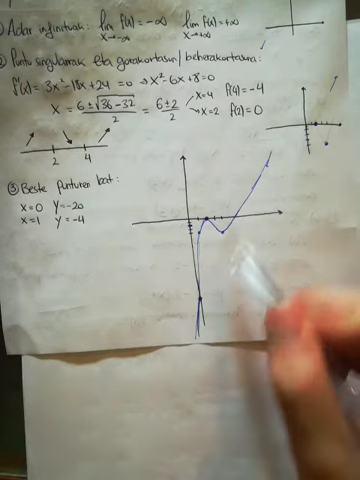 ① Adar infinituak: lim f(x) = -∞ lim f(x) = +∞
x→-∞ x→+∞
② Puntu singularrak eta gorakortasun/beherakortasuna:
f'(x) = 3x² - 18x + 24 = 0 → x² - 6x + 8 = 0
x = (6 ± √(36 - 32))/2 = (6 ± 2)/2 → x = 4 f(4) = -4
→ x = 2 f(2) = 0
2 4
③ Beste punturen bat:
x = 0 y = -20
x = 1 y = -4